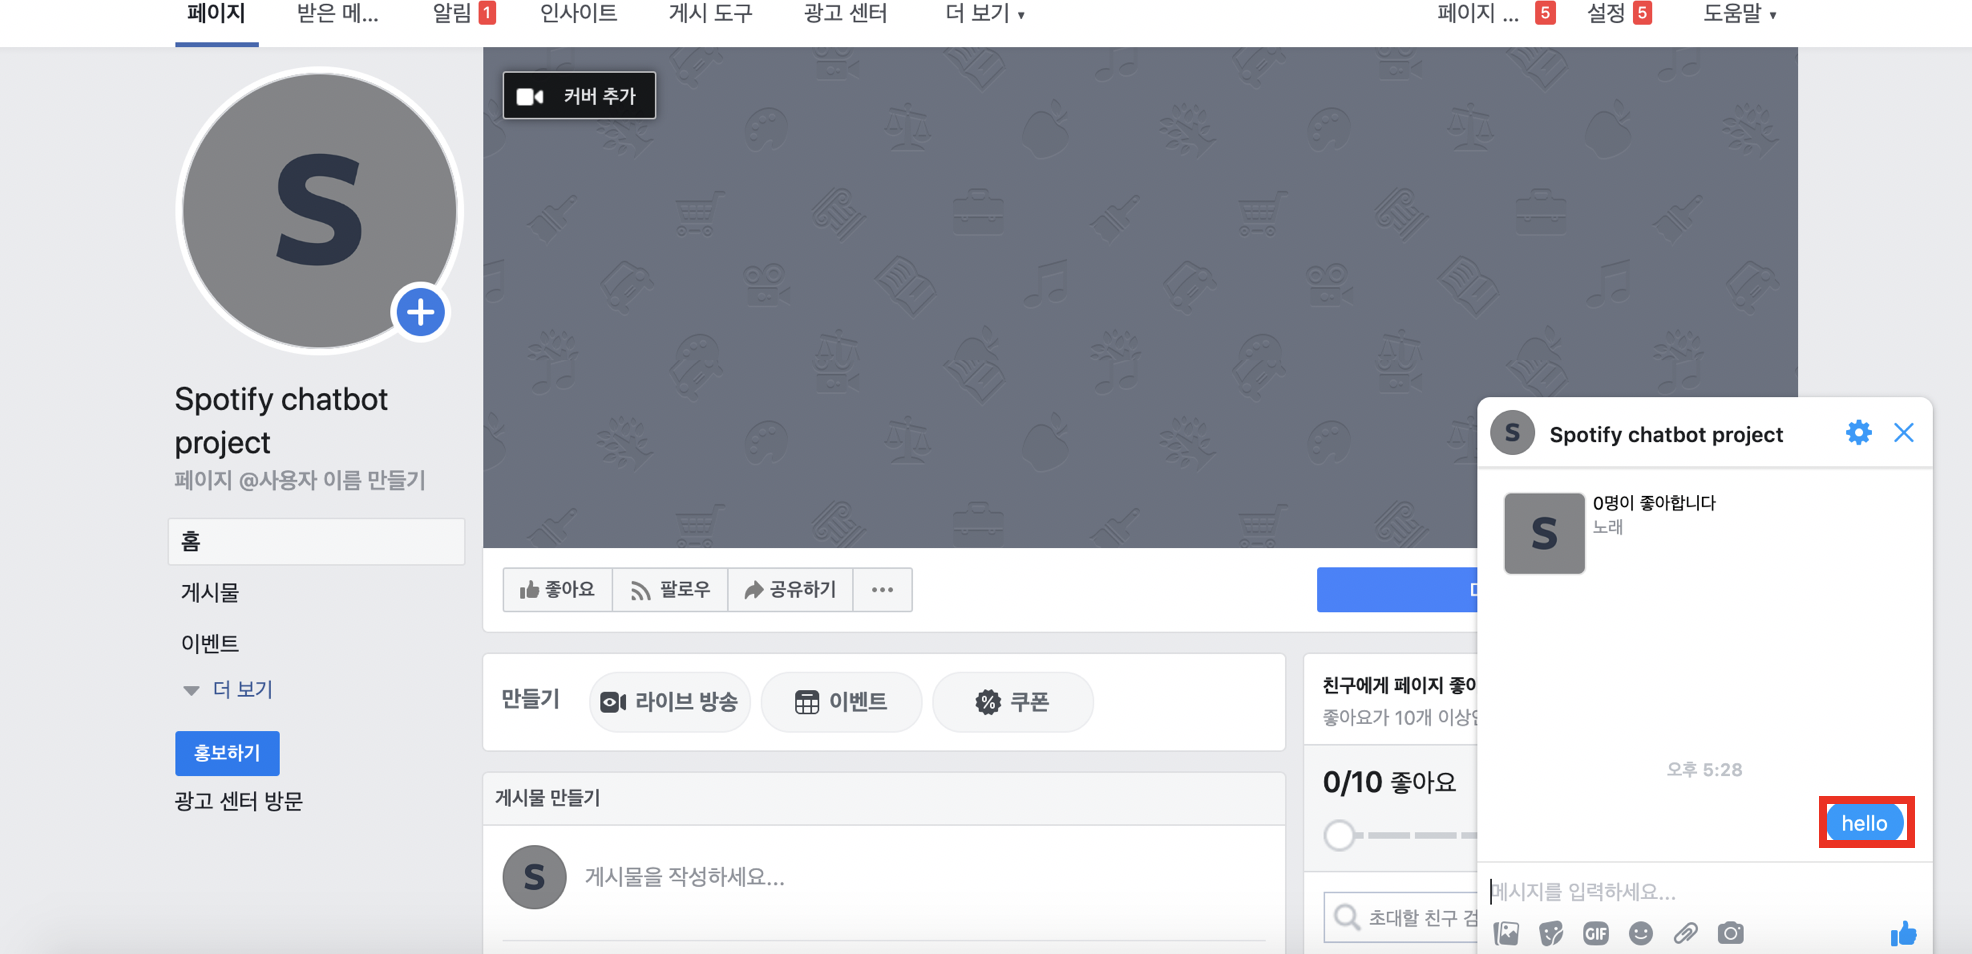 페이지 받은 메... 알림 1 인사이트 게시 도구 광고 센터 더 보기 ▾ 페이지 ... 5 설정 5 도움말 ▾
커버 추가
S
Spotify chatbot
project
페이지 @사용자 이름 만들기
홈
게시물
이벤트
더 보기
홍보하기
광고 센터 방문
좋아요 팔로우 공유하기 ...
만들기 라이브 방송 이벤트 쿠폰
게시물 만들기
S 게시물을 작성하세요...
친구에게 페이지
좋아요가 10개
0/10 좋아요
초대할 친구
S Spotify chatbot project
S 0명이 좋아합니다
노래
오후 5:28
hello
메시지를 입력하세요...
GIF